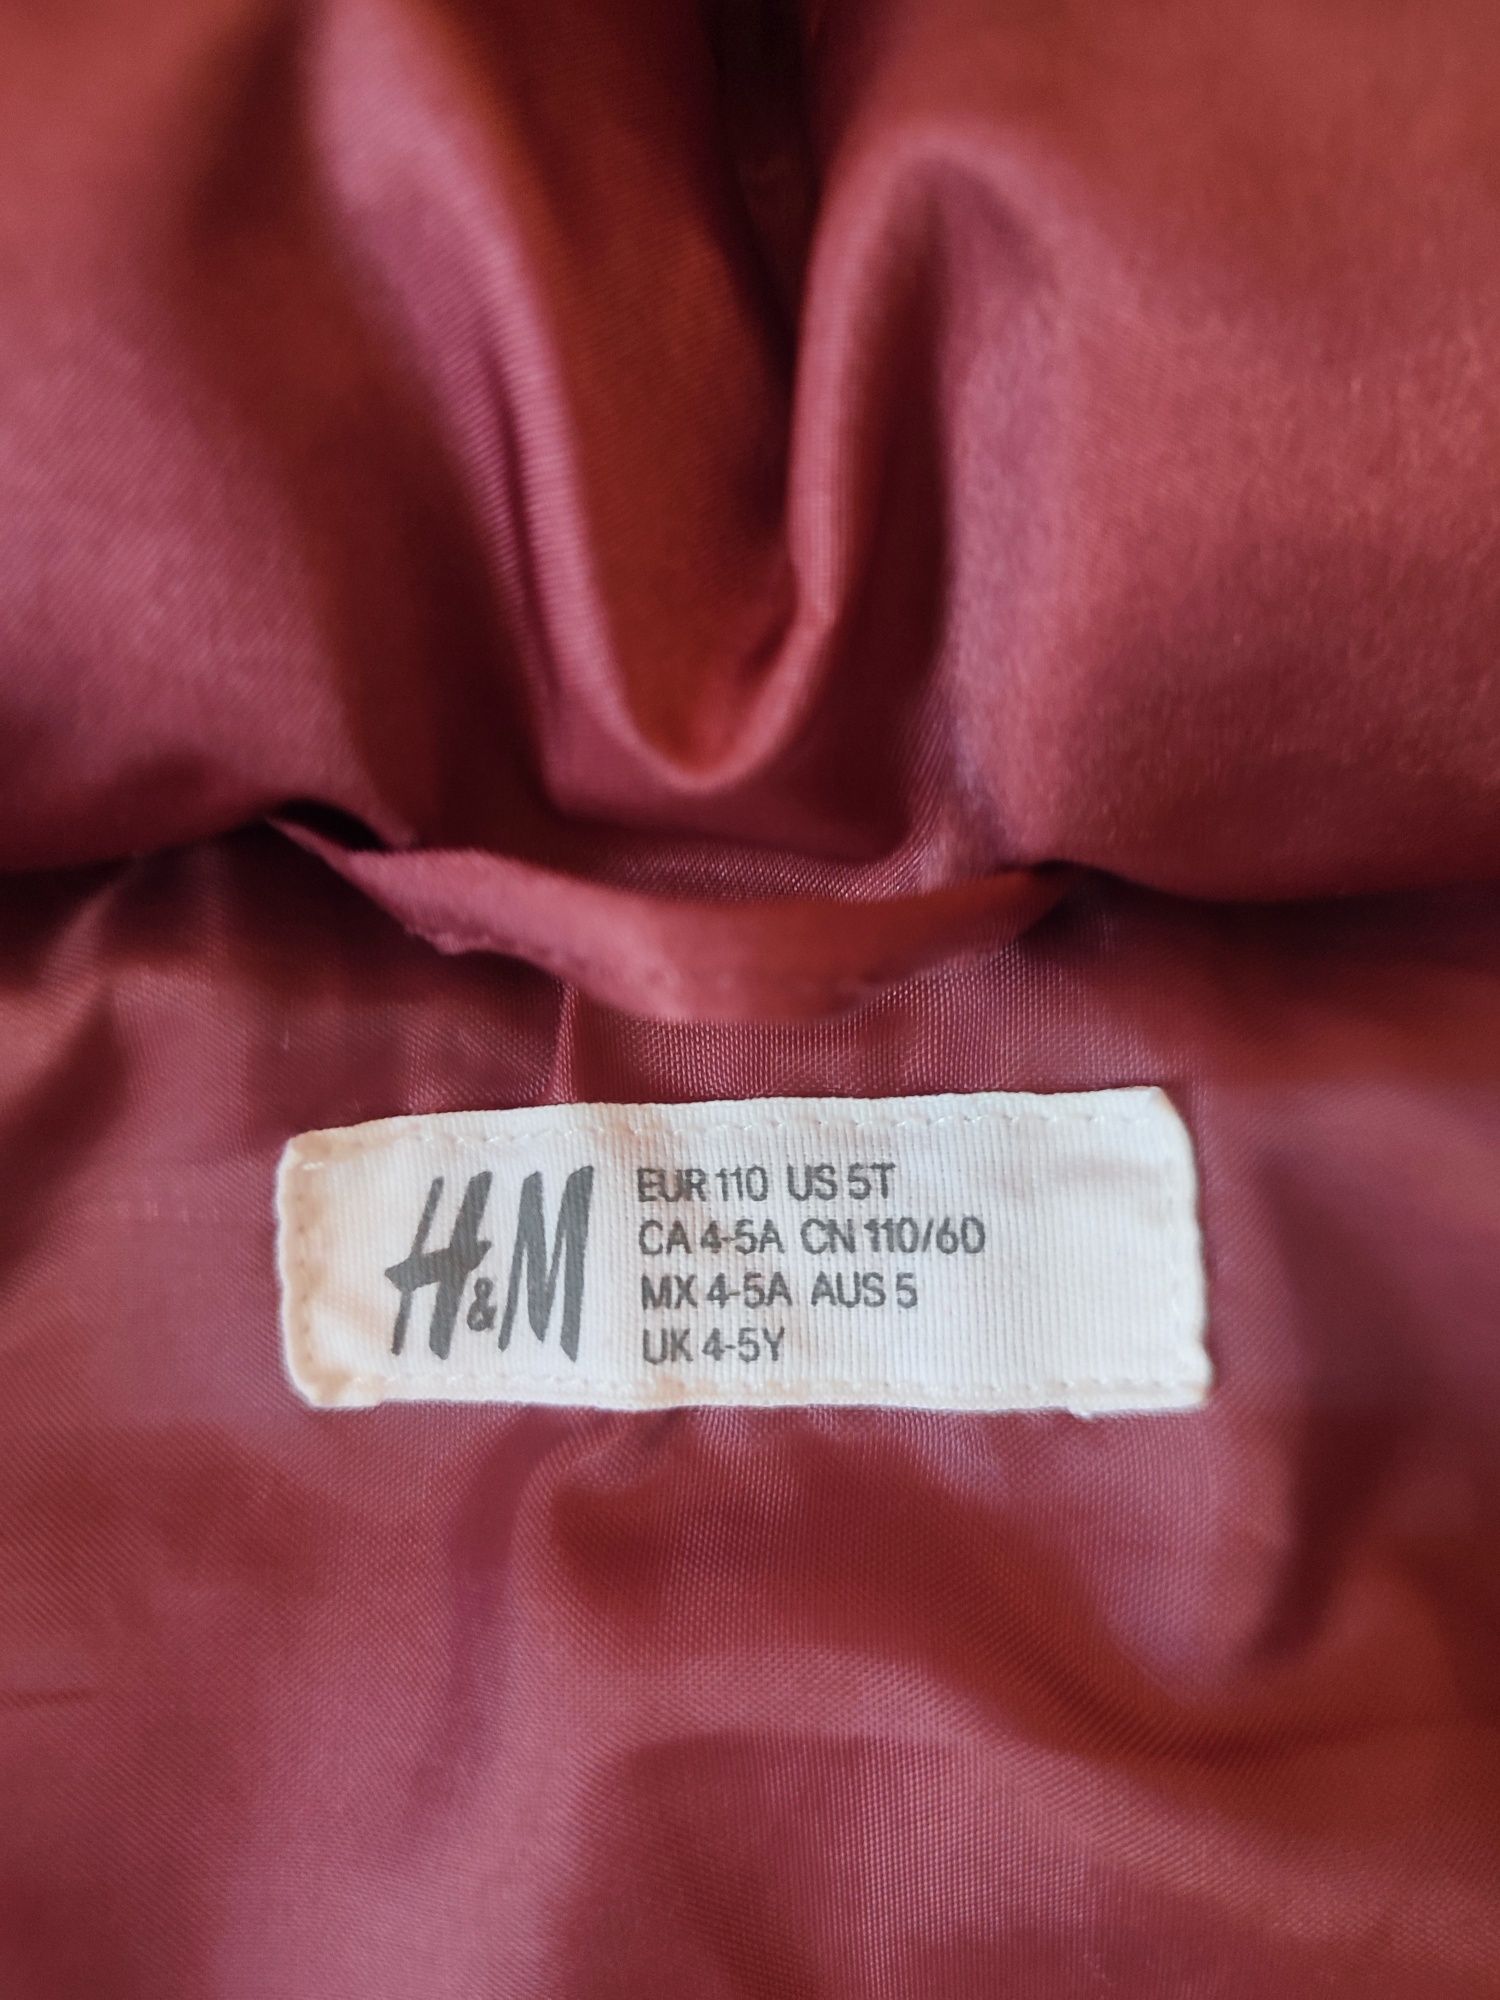 H&M
EUR 110 US 5T
CA 4-5A CN 110/60
MX 4-5A AUS 5
UK 4-5Y